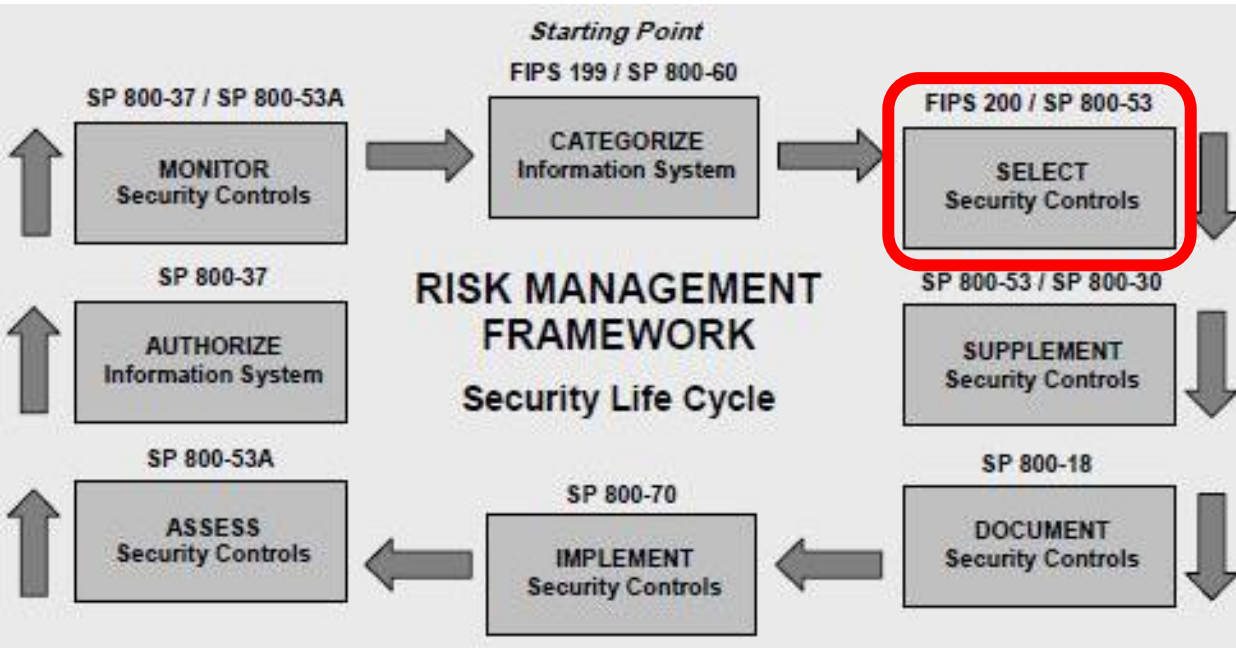 Starting Point
FIPS 199 / SP 800-60
CATEGORIZE
Information System
FIPS 200 / SP 800-53
SELECT
Security Controls
SP 800-53 / SP 800-30
SUPPLEMENT
Security Controls
SP 800-18
DOCUMENT
Security Controls
SP 800-70
IMPLEMENT
Security Controls
SP 800-53A
ASSESS
Security Controls
SP 800-37
AUTHORIZE
Information System
SP 800-37 / SP 800-53A
MONITOR
Security Controls
RISK MANAGEMENT
FRAMEWORK
Security Life Cycle